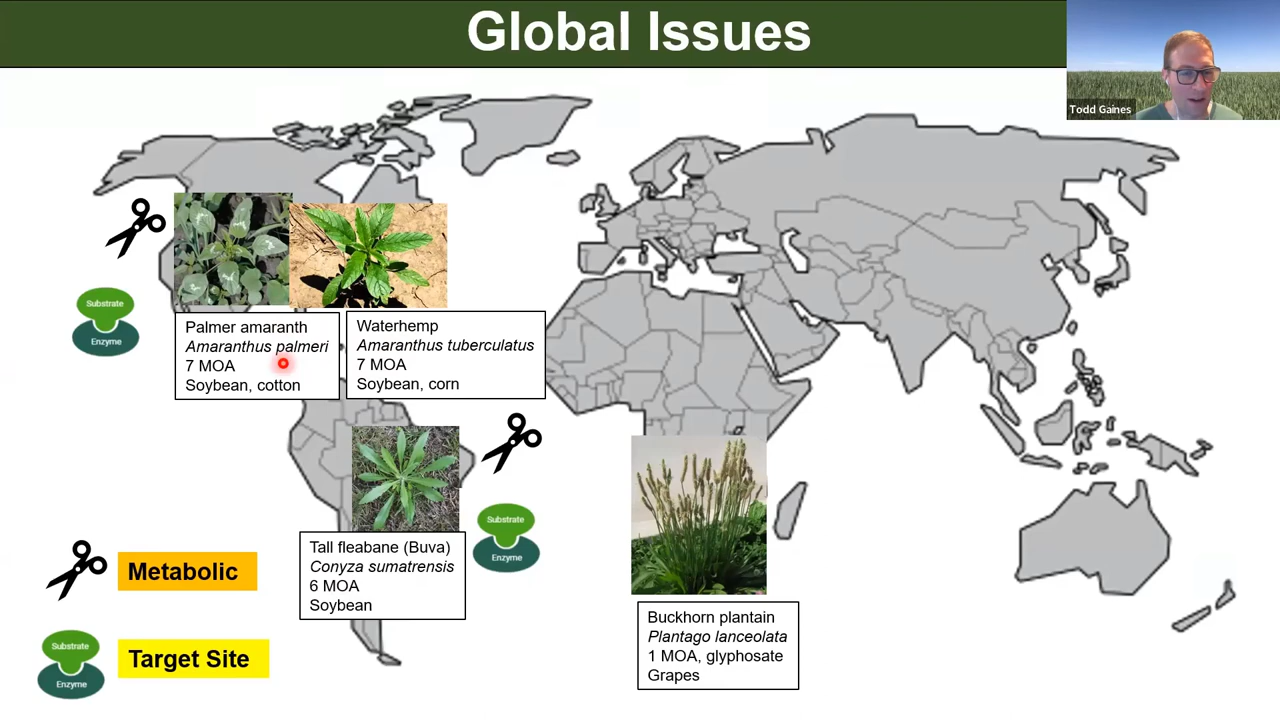 Global Issues
Todd Gaines
Substrate
Enzyme
Palmer amaranth
Amaranthus palmeri
7 MOA
Soybean, cotton
Waterhemp
Amaranthus tuberculatus
7 MOA
Soybean, corn
Substrate
Enzyme
Tall fleabane (Buva)
Conyza sumatrensis
6 MOA
Soybean
Metabolic
Substrate
Enzyme
Target Site
Buckhorn plantain
Plantago lanceolata
1 MOA, glyphosate
Grapes